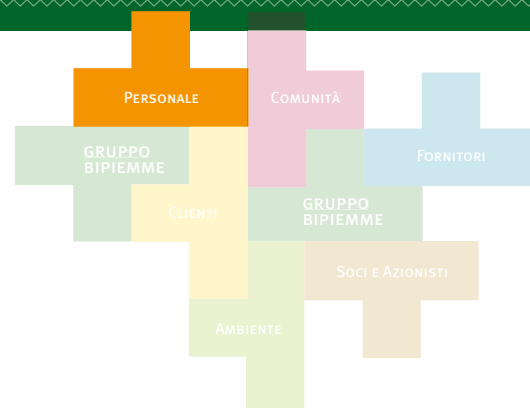 PERSONALE
COMUNITÀ
GRUPPO
BIPIEMME
FORNITORI
CLIENTI
GRUPPO
BIPIEMME
SOCI E AZIONISTI
AMBIENTE